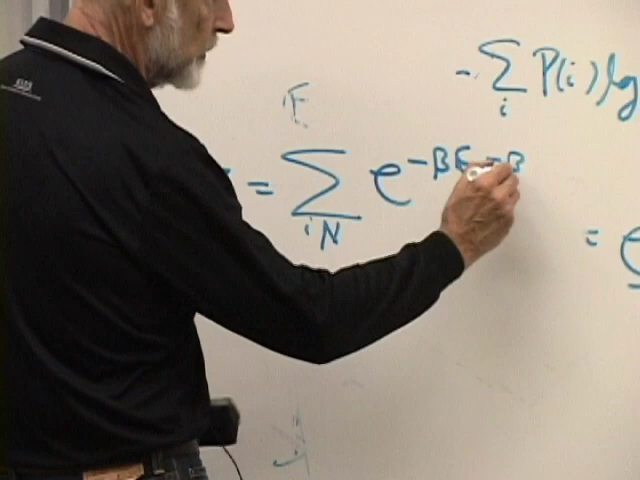 - Σ P(i) log
i
E
= Σ e^{-βE - β
i N
= e